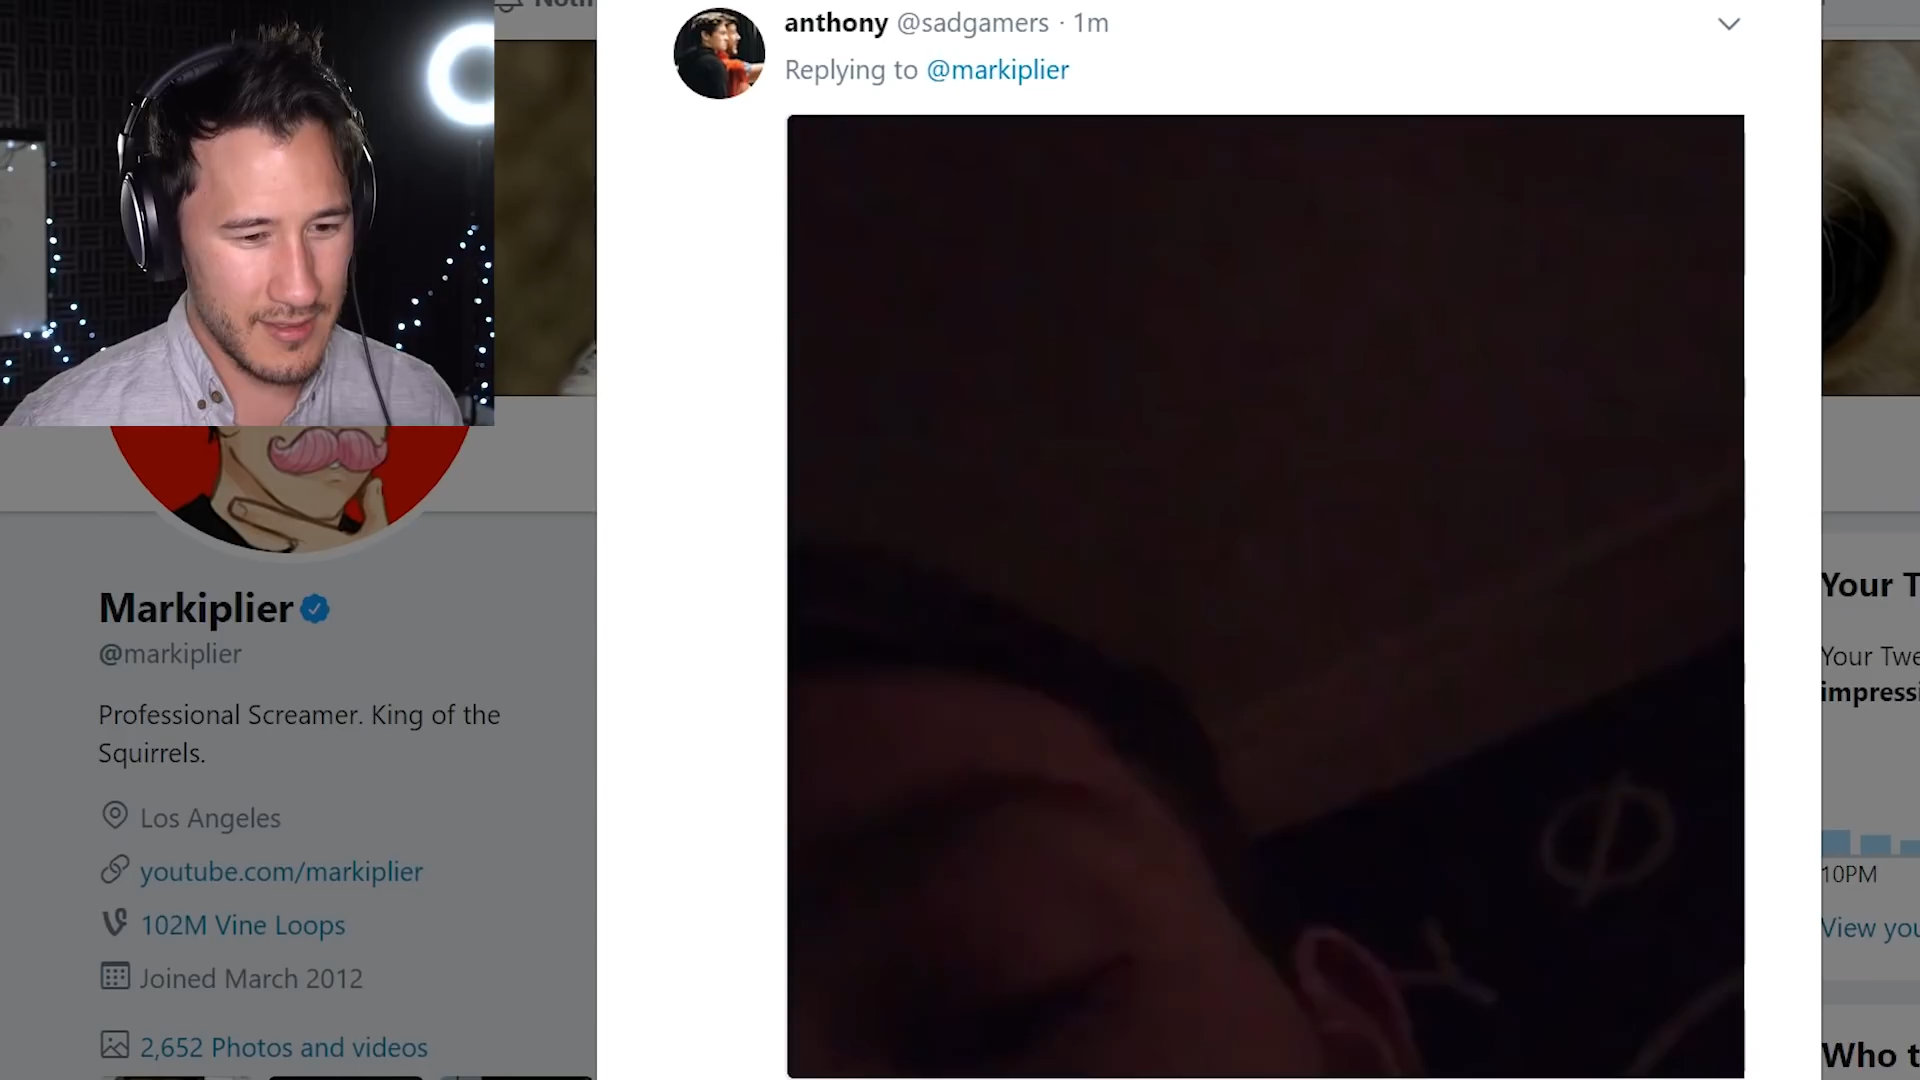 anthony @sadgamers · 1m
Replying to @markiplier
Markiplier
@markiplier
Professional Screamer. King of the
Squirrels.
Los Angeles
youtube.com/markiplier
102M Vine Loops
Joined March 2012
2,652 Photos and videos
Your T
Your Twe
impressi
10PM
View you
Who t